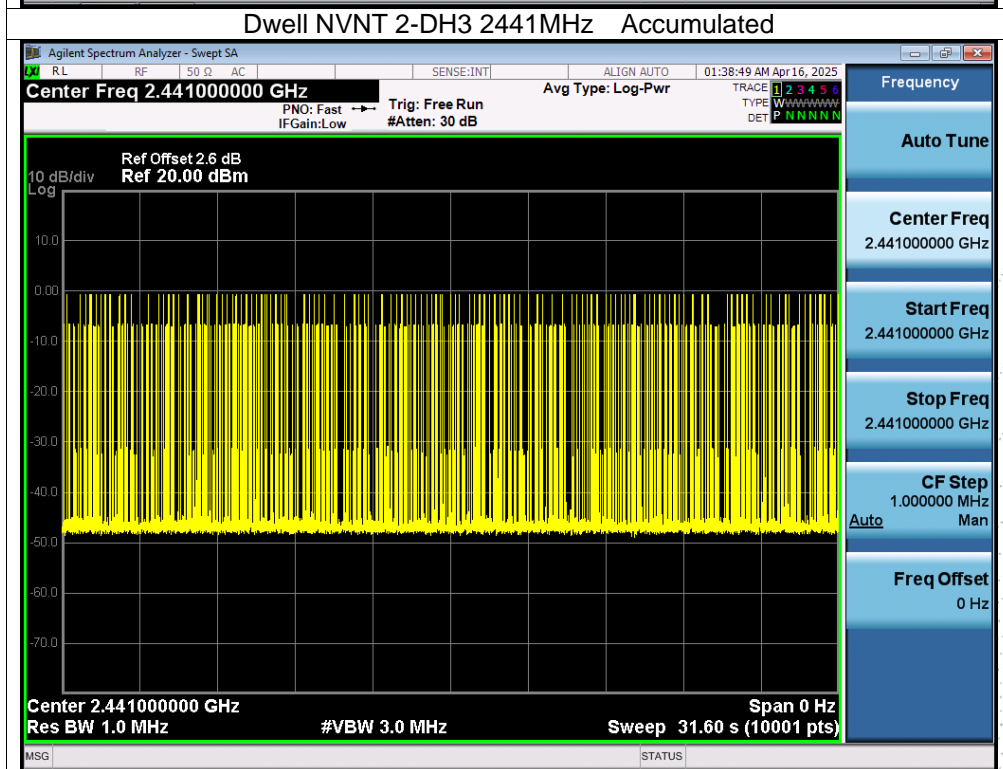 Dwell NVNT 2-DH3 2441MHz Accumulated
Agilent Spectrum Analyzer - Swept SA
LXI RL RF 50 Ω AC SENSE:INT ALIGN AUTO 01:38:49 AM Apr 16, 2025
Center Freq 2.441000000 GHz
PNO: Fast
IFGain:Low
Trig: Free Run
#Atten: 30 dB
Avg Type: Log-Pwr
TRACE 1 2 3 4 5 6
TYPE WWWWWWW
DET P N N N N N
Ref Offset 2.6 dB
10 dB/div Ref 20.00 dBm
Log
10.0
0.00
-10.0
-20.0
-30.0
-40.0
-50.0
-60.0
-70.0
Center 2.441000000 GHz Span 0 Hz
Res BW 1.0 MHz #VBW 3.0 MHz Sweep 31.60 s (10001 pts)
MSG STATUS
Frequency
Auto Tune
Center Freq
2.441000000 GHz
Start Freq
2.441000000 GHz
Stop Freq
2.441000000 GHz
CF Step
1.000000 MHz
Auto Man
Freq Offset
0 Hz